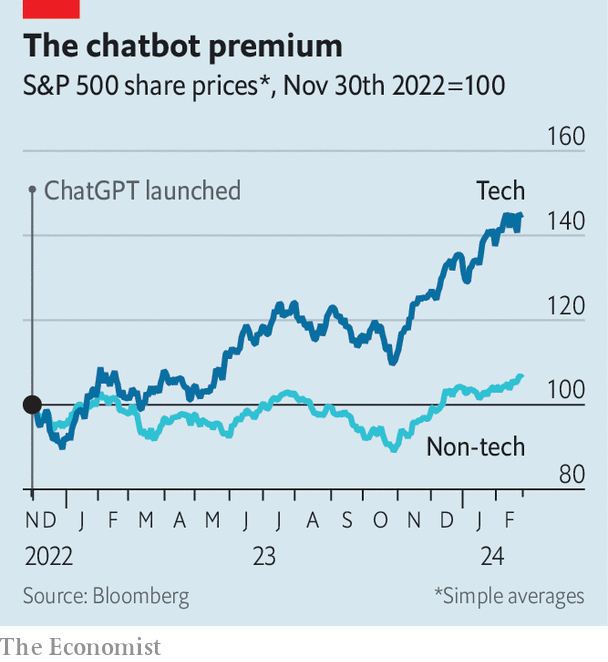 The chatbot premium
S&P 500 share prices*, Nov 30th 2022=100
160
ChatGPT launched
Tech
140
120
100
Non-tech
80
N D J F M A M J J A S O N D J F
2022 23 24
Source: Bloomberg *Simple averages
The Economist